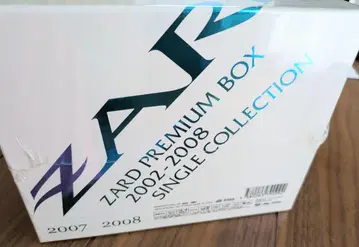 ZARD
ZARD PREMIUM BOX
2002-2008
SINGLE COLLECTION
2007 2008